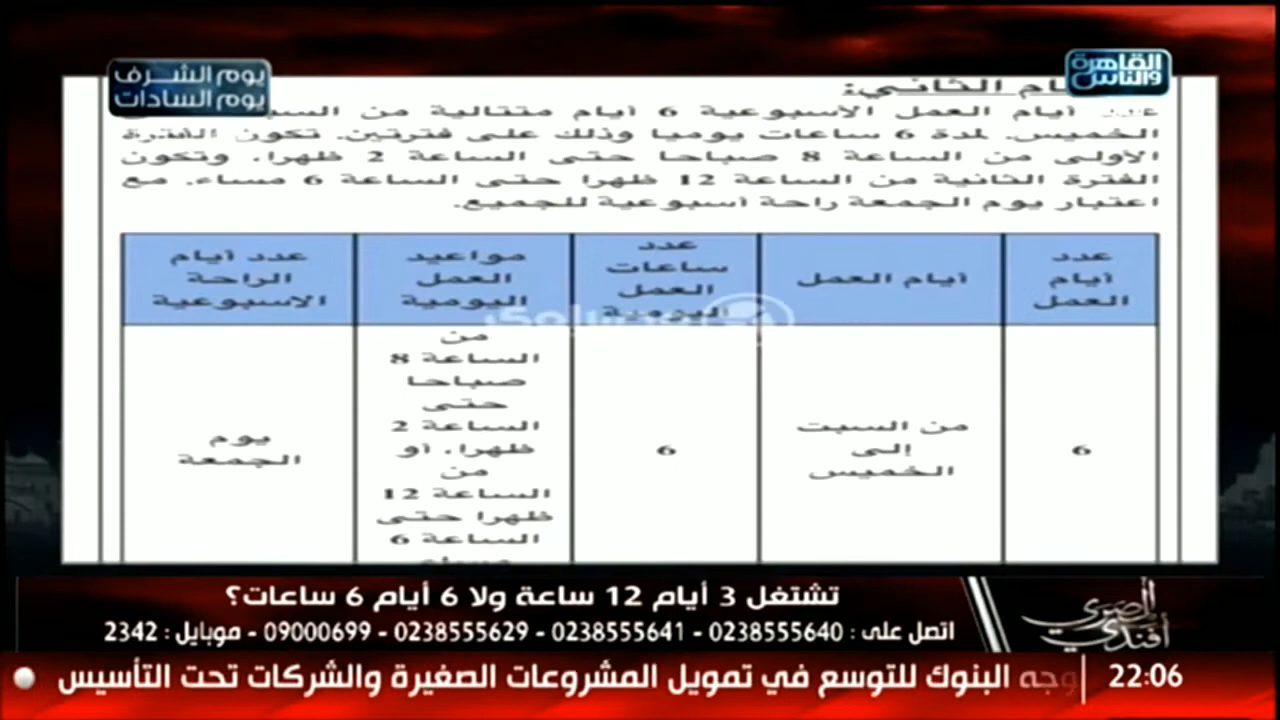 يوم الشرف
يوم السادات
القاهرة
والناس
الثاني:
عدد أيام العمل الأسبوعية 6 أيام متتالية من
الخميس. لمدة 6 ساعات يوميا وذلك على فترتين. تكون الفترة
الأولى من الساعة 8 صباحا حتى الساعة 2 ظهرا. وتكون
الفترة الثانية من الساعة 12 ظهرا حتى الساعة 6 مساء. مع
اعتبار يوم الجمعة راحة أسبوعية للجميع.
عدد
أيام
العمل
أيام العمل
عدد
ساعات
العمل
اليومية
مواعيد
العمل
اليومية
عدد أيام
الراحة
الاسبوعية
6
من السبت
إلى
الخميس
6
من
الساعة 8
صباحا
حتى
الساعة 2
ظهرا. أو
من
الساعة 12
ظهرا حتى
الساعة 6
يوم
الجمعة
المصري
أفندي
تشتغل 3 أيام 12 ساعة ولا 6 أيام 6 ساعات؟
اتصل على : 0238555640 - 0238555641 - 0238555629 - 09000699 - موبايل : 2342
22:06
البنوك للتوسع في تمويل المشروعات الصغيرة والشركات تحت التأسيس